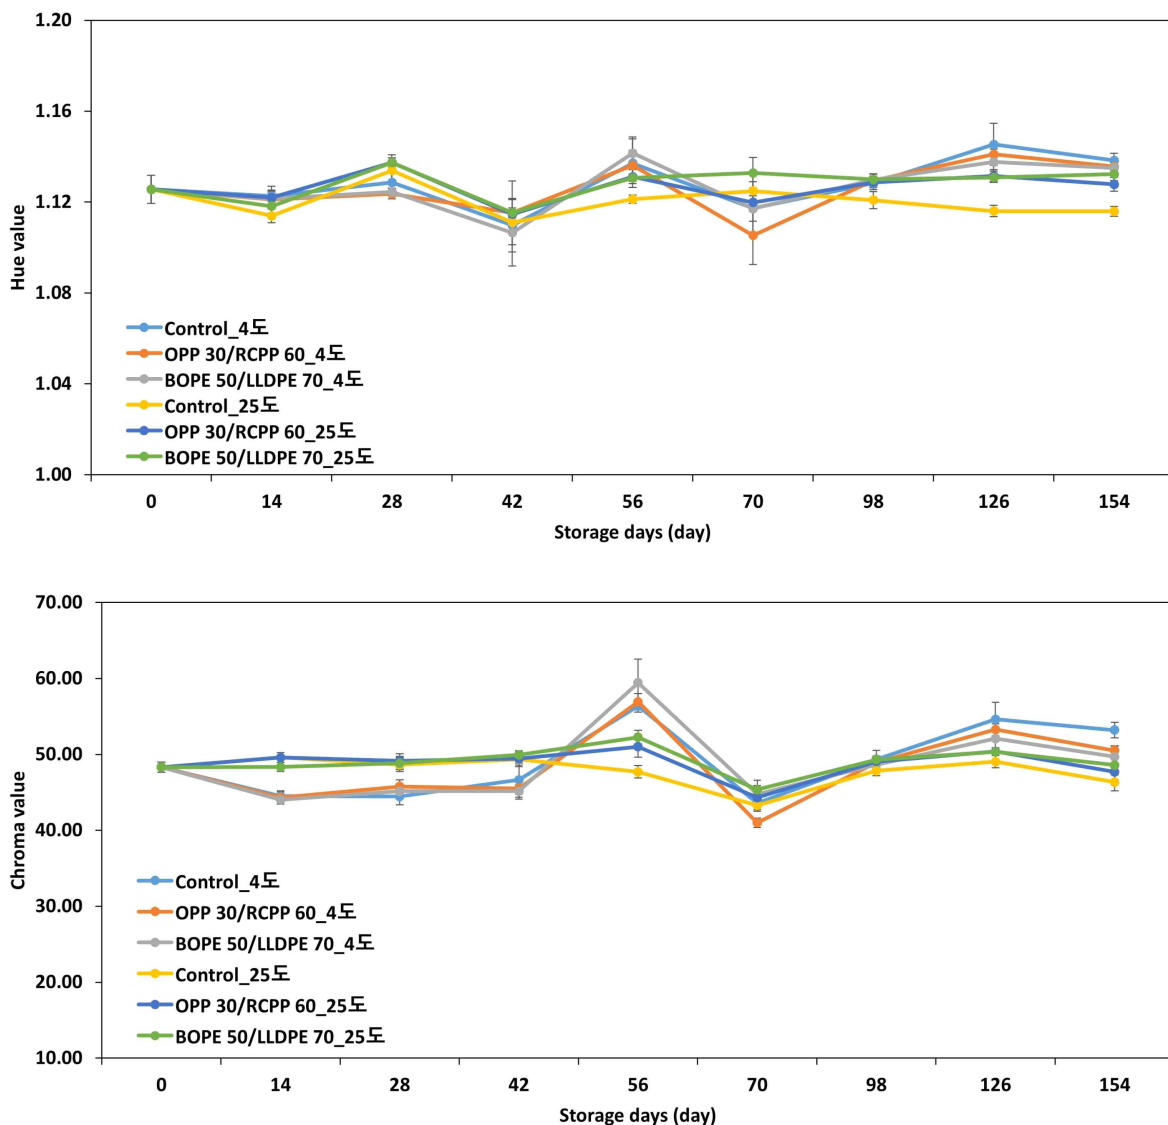 1.20
1.16
1.12
1.08
1.04
1.00
Hue value
Control_4도
OPP 30/RCPP 60_4도
BOPE 50/LLDPE 70_4도
Control_25도
OPP 30/RCPP 60_25도
BOPE 50/LLDPE 70_25도
0 14 28 42 56 70 98 126 154
Storage days (day)
70.00
60.00
50.00
40.00
30.00
20.00
10.00
Chroma value
Control_4도
OPP 30/RCPP 60_4도
BOPE 50/LLDPE 70_4도
Control_25도
OPP 30/RCPP 60_25도
BOPE 50/LLDPE 70_25도
0 14 28 42 56 70 98 126 154
Storage days (day)